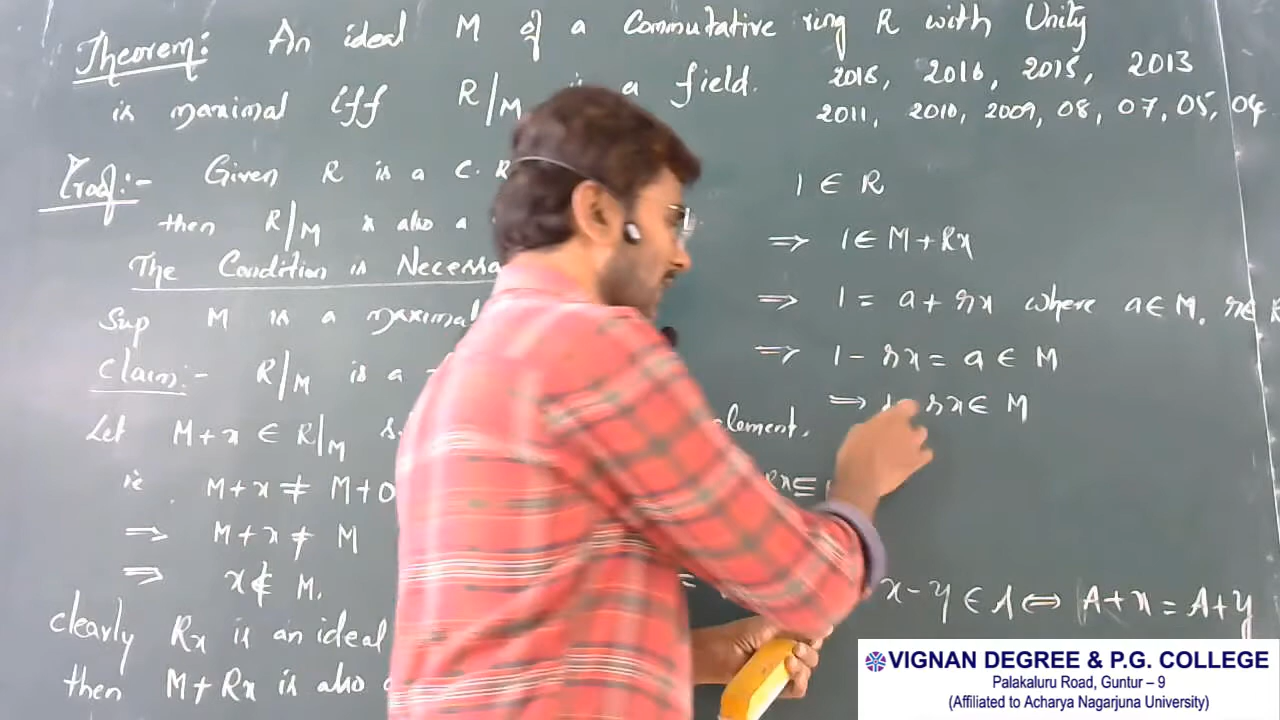 Theorem: An ideal M of a Commutative ring R with Unity
is maximal iff R/M is a field.
2018, 2016, 2015, 2013
2011, 2010, 2009, 08, 07, 05, 04
Proof:- Given R is a C.R
then R/M is also a
The Condition is Necessa
Sup M is a maximal
Claim:- R/M is a
Let M+x ∈ R/M s. element.
ie. M+x ≠ M+0
⇒ M+x ≠ M
⇒ x ∉ M.
clearly Rx is an ideal
then M+Rx is also a
Rx ⊆
1 ∈ R
⇒ 1 ∈ M+Rx
⇒ 1 = a + rx where a ∈ M, r ∈ R
⇒ 1 - rx = a ∈ M
⇒ 1 - rx ∈ M
x-y ∈ A ⇔ A+x = A+y
VIGNAN DEGREE & P.G. COLLEGE
Palakaluru Road, Guntur – 9
(Affiliated to Acharya Nagarjuna University)